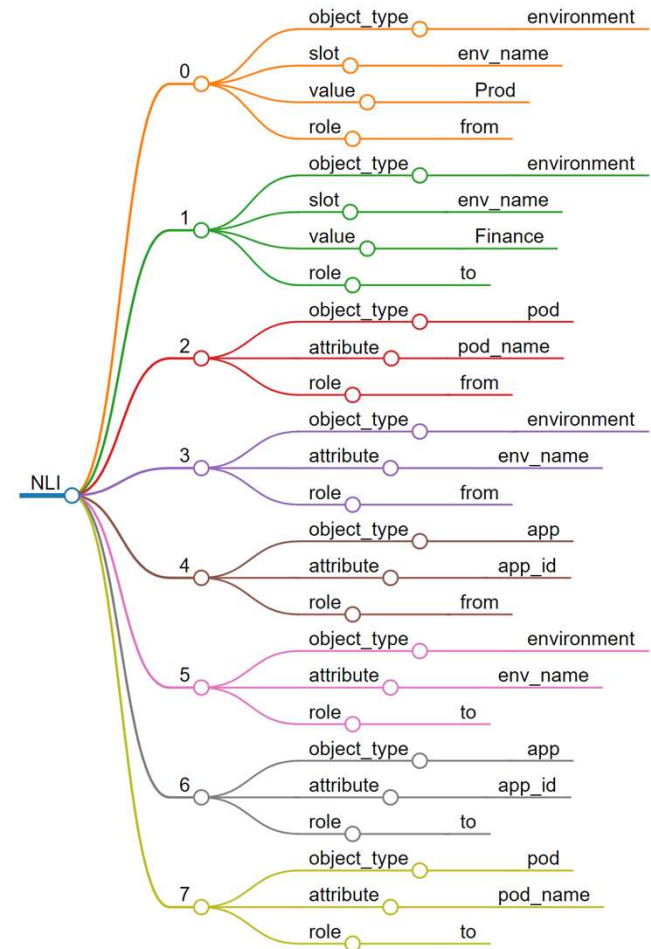 object_type environment
slot env_name
0
value Prod
role from
object_type environment
slot env_name
1
value Finance
role to
object_type pod
2
attribute pod_name
role from
object_type environment
3
attribute env_name
NLI
role from
object_type app
4
attribute app_id
role from
object_type environment
5
attribute env_name
role to
object_type app
6
attribute app_id
role to
object_type pod
7
attribute pod_name
role to